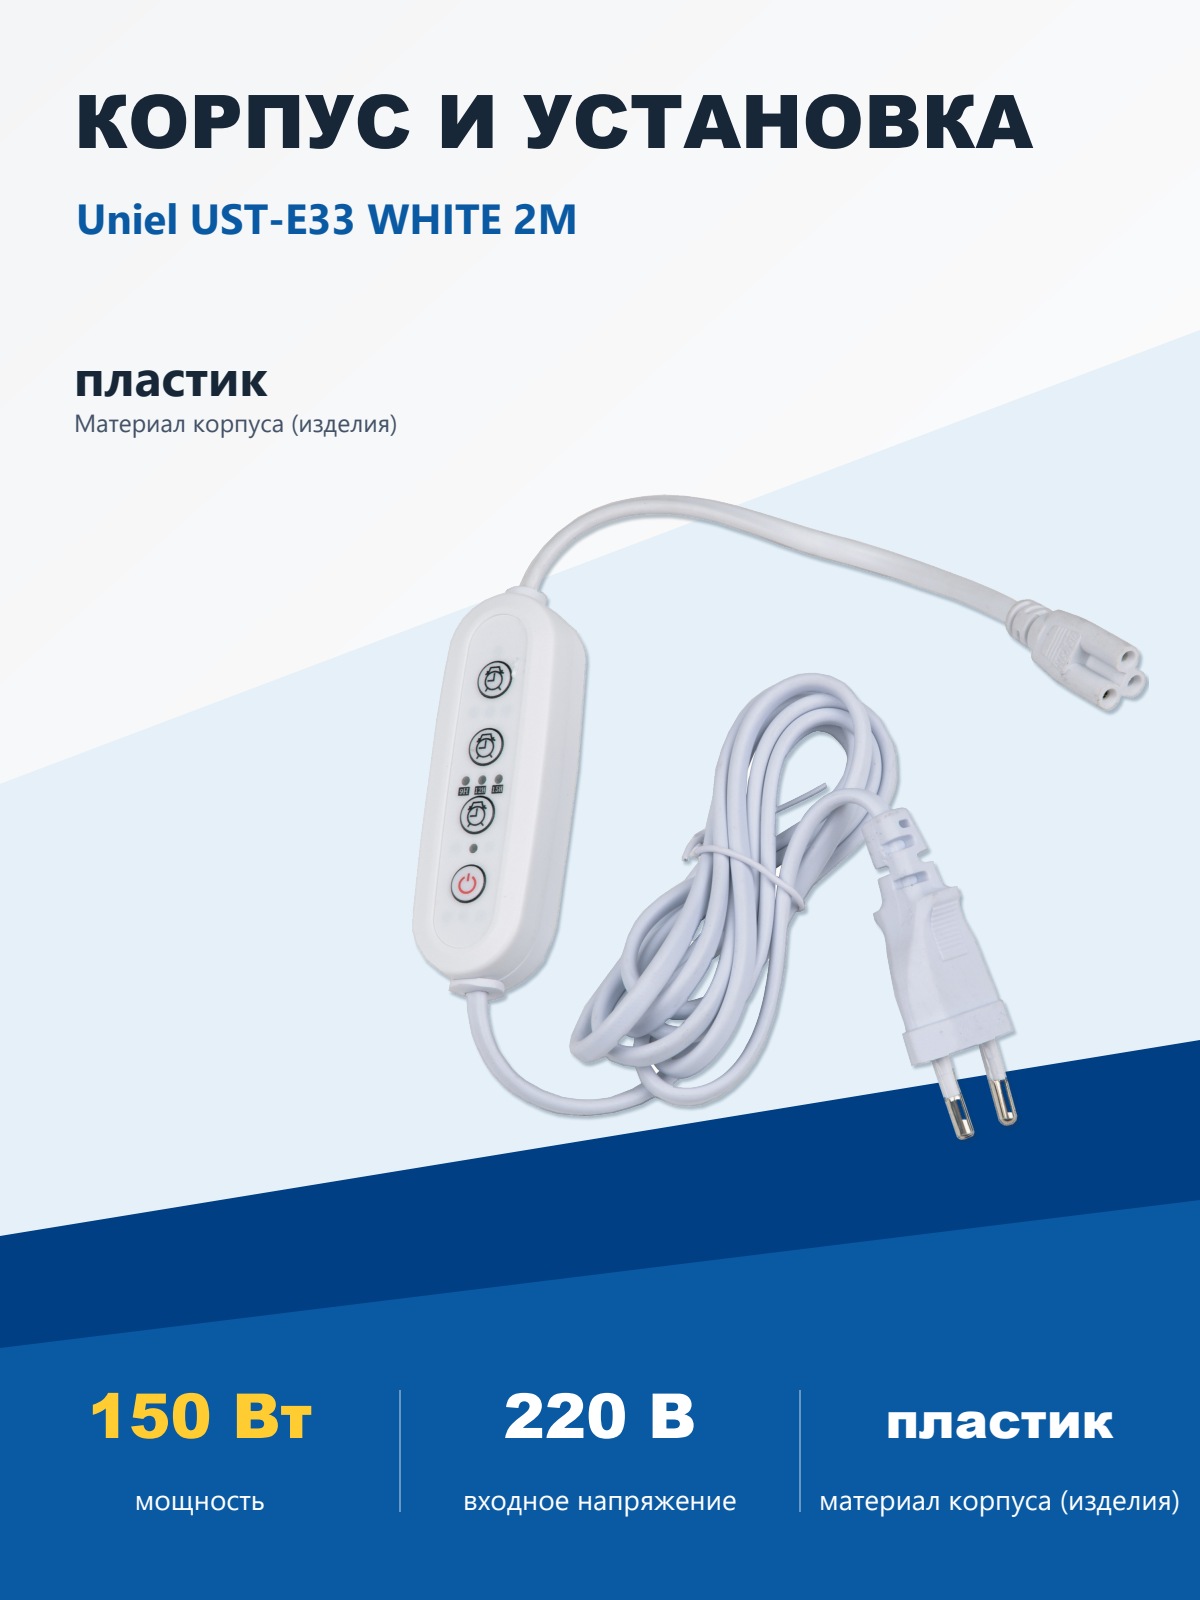 КОРПУС И УСТАНОВКА
Uniel UST-E33 WHITE 2M
пластик
Материал корпуса (изделия)
150 Вт
220 В
пластик
мощность
входное напряжение
материал корпуса (изделия)